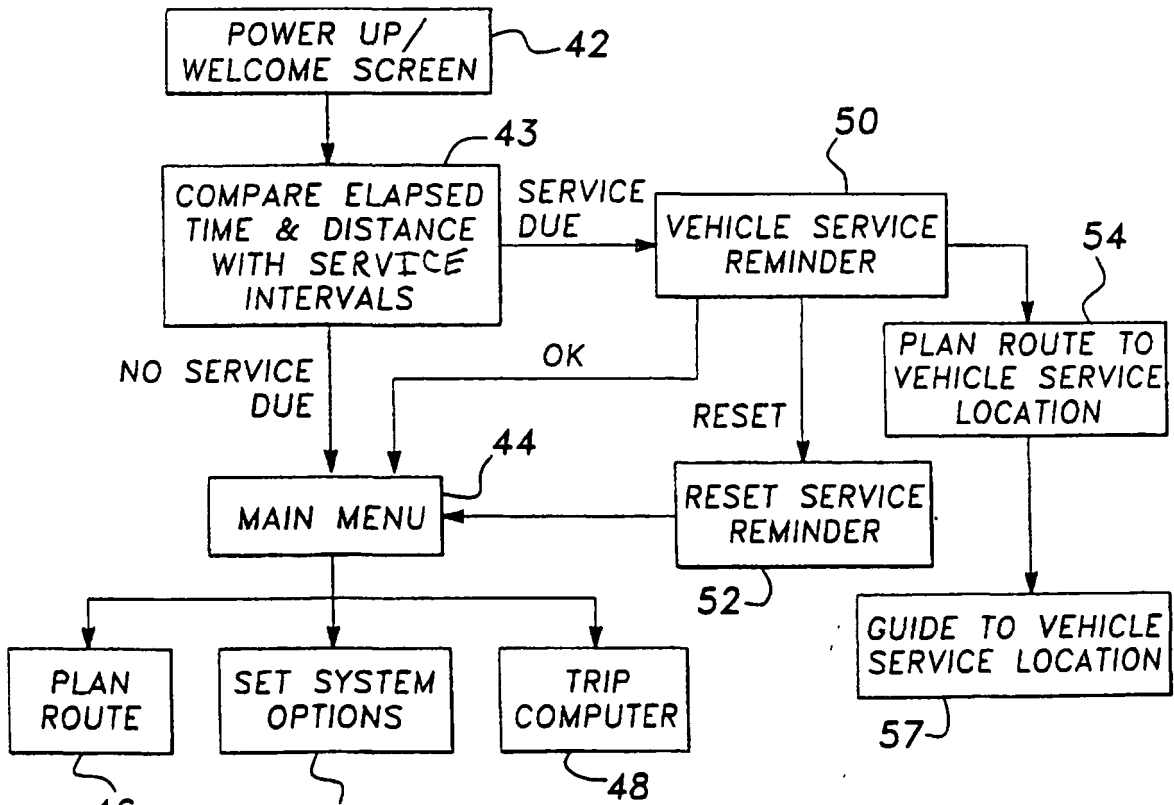 POWER UP/
WELCOME SCREEN
42
43
COMPARE ELAPSED
TIME & DISTANCE
WITH SERVICE
INTERVALS
SERVICE
DUE
50
VEHICLE SERVICE
REMINDER
54
PLAN ROUTE TO
VEHICLE SERVICE
LOCATION
NO SERVICE
DUE
OK
RESET
44
MAIN MENU
RESET SERVICE
REMINDER
52
GUIDE TO VEHICLE
SERVICE LOCATION
57
PLAN
ROUTE
SET SYSTEM
OPTIONS
TRIP
COMPUTER
48